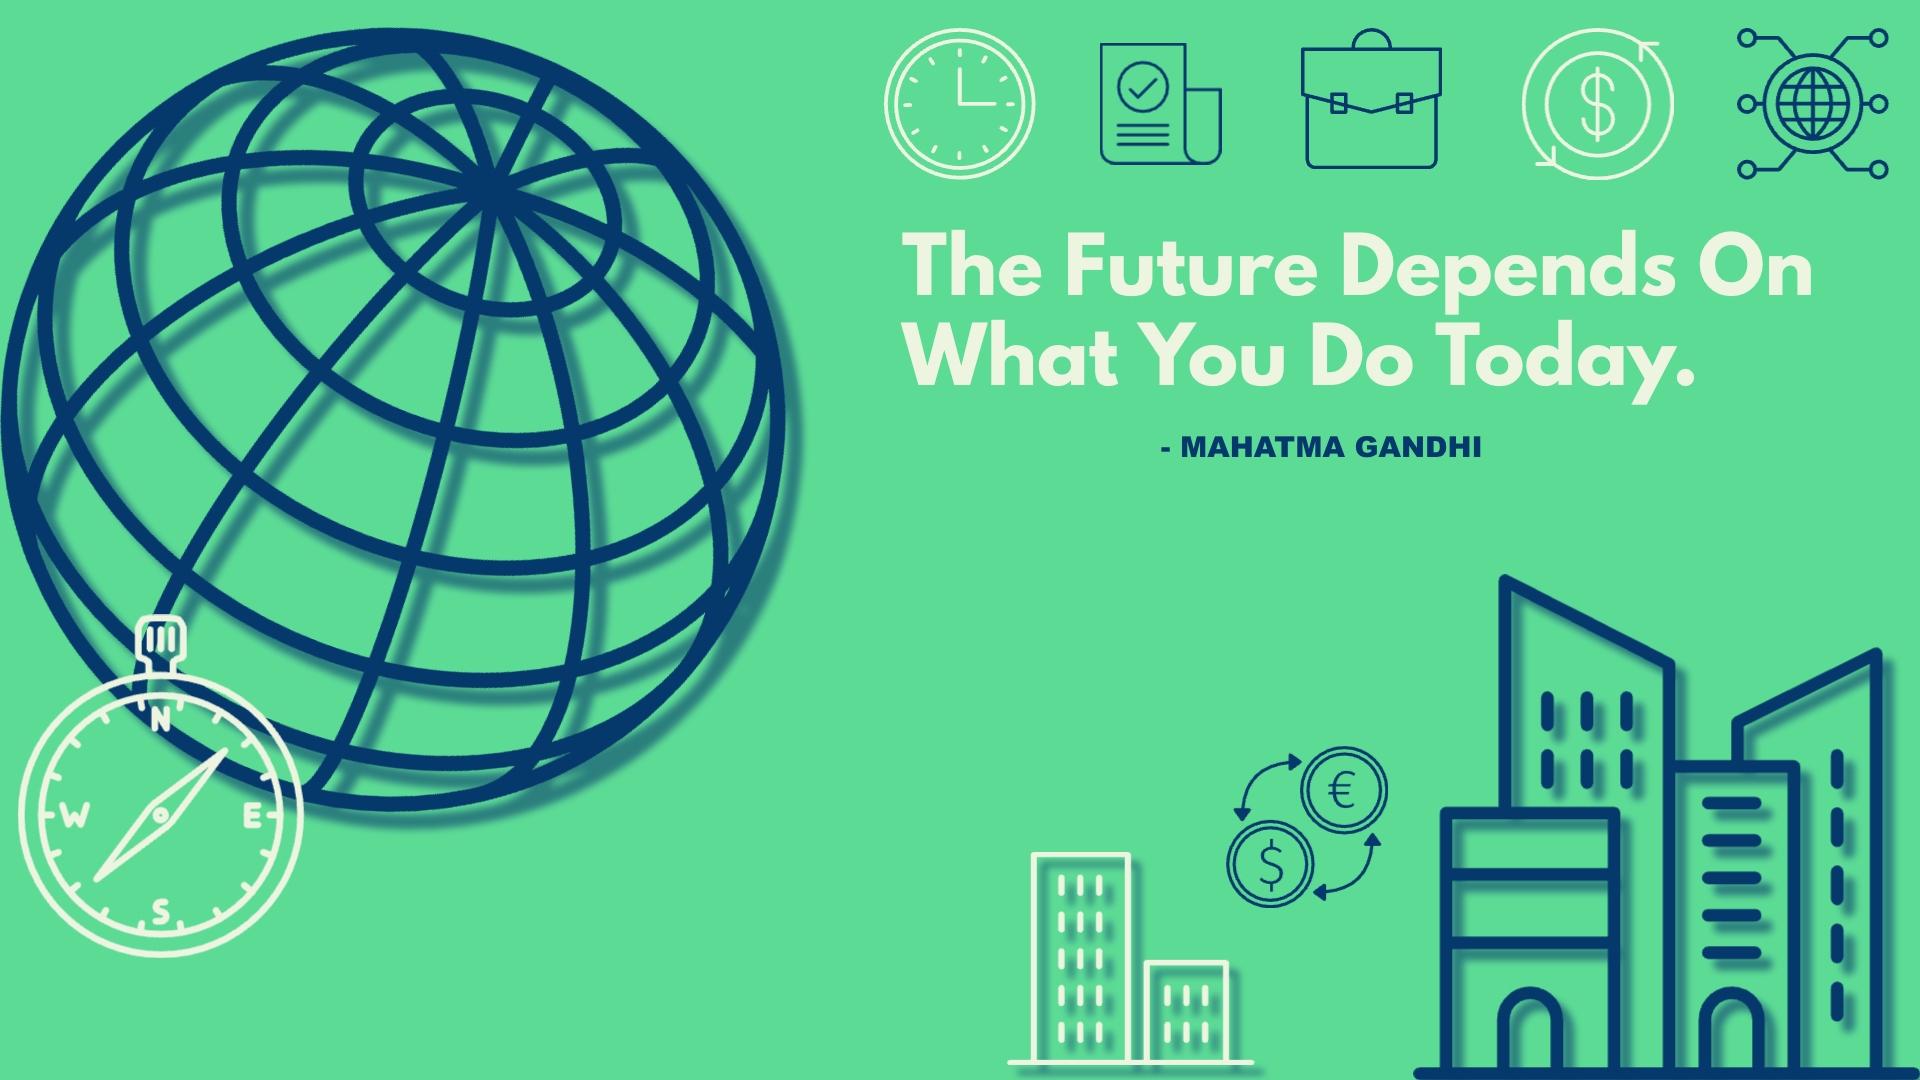 $
The Future Depends On
What You Do Today.
- MAHATMA GANDHI
N
W E
S
€
$